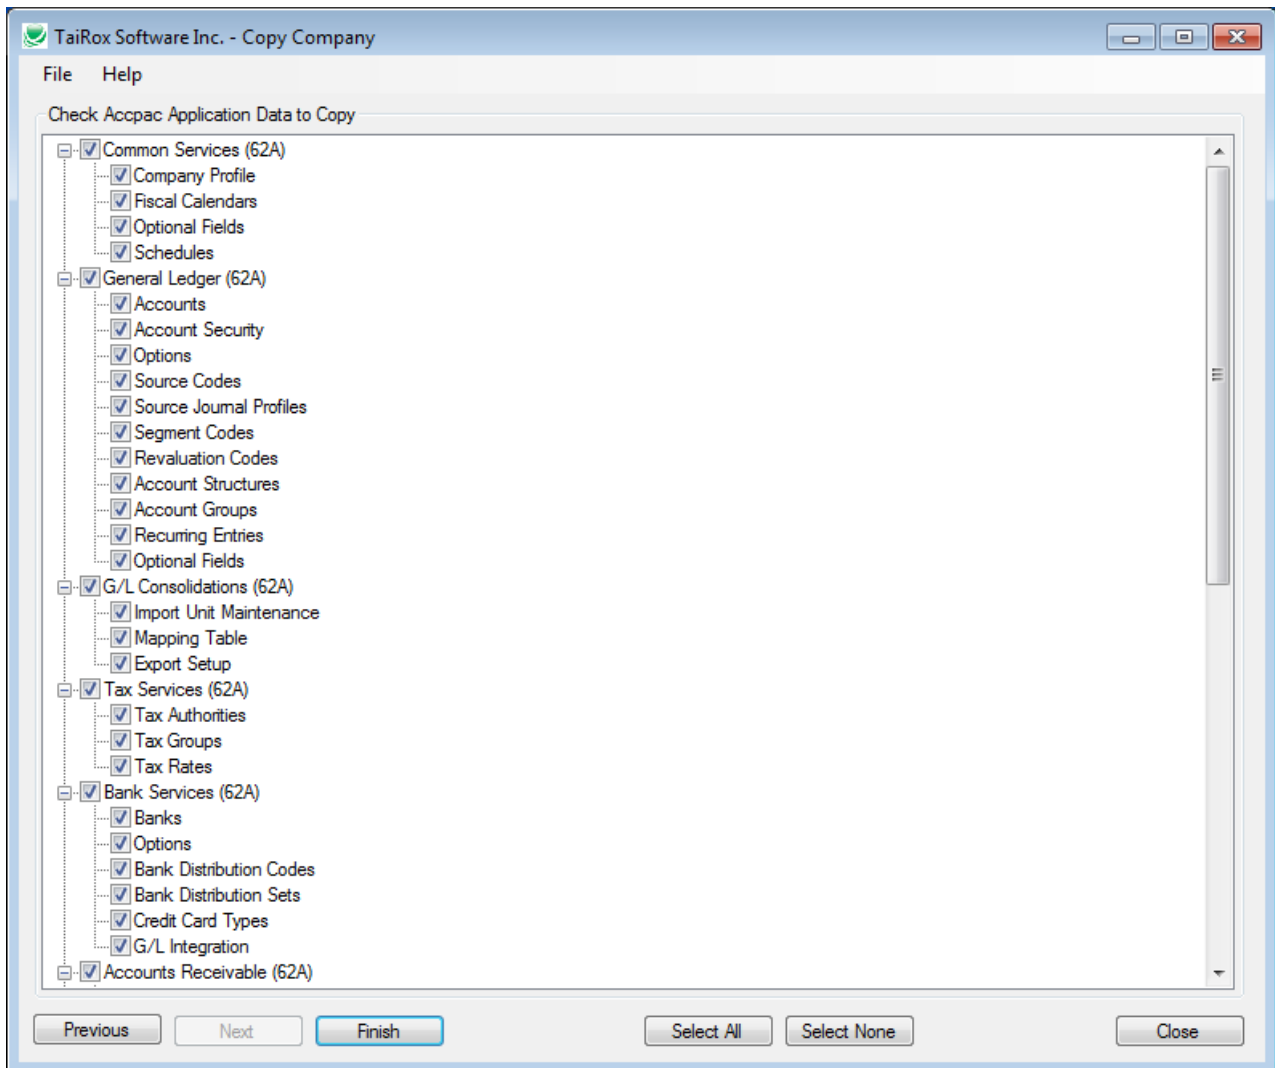 TaiRox Software Inc. - Copy Company
File Help
Check Accpac Application Data to Copy
Common Services (62A)
Company Profile
Fiscal Calendars
Optional Fields
Schedules
General Ledger (62A)
Accounts
Account Security
Options
Source Codes
Source Journal Profiles
Segment Codes
Revaluation Codes
Account Structures
Account Groups
Recurring Entries
Optional Fields
G/L Consolidations (62A)
Import Unit Maintenance
Mapping Table
Export Setup
Tax Services (62A)
Tax Authorities
Tax Groups
Tax Rates
Bank Services (62A)
Banks
Options
Bank Distribution Codes
Bank Distribution Sets
Credit Card Types
G/L Integration
Accounts Receivable (62A)
Previous Next Finish Select All Select None Close